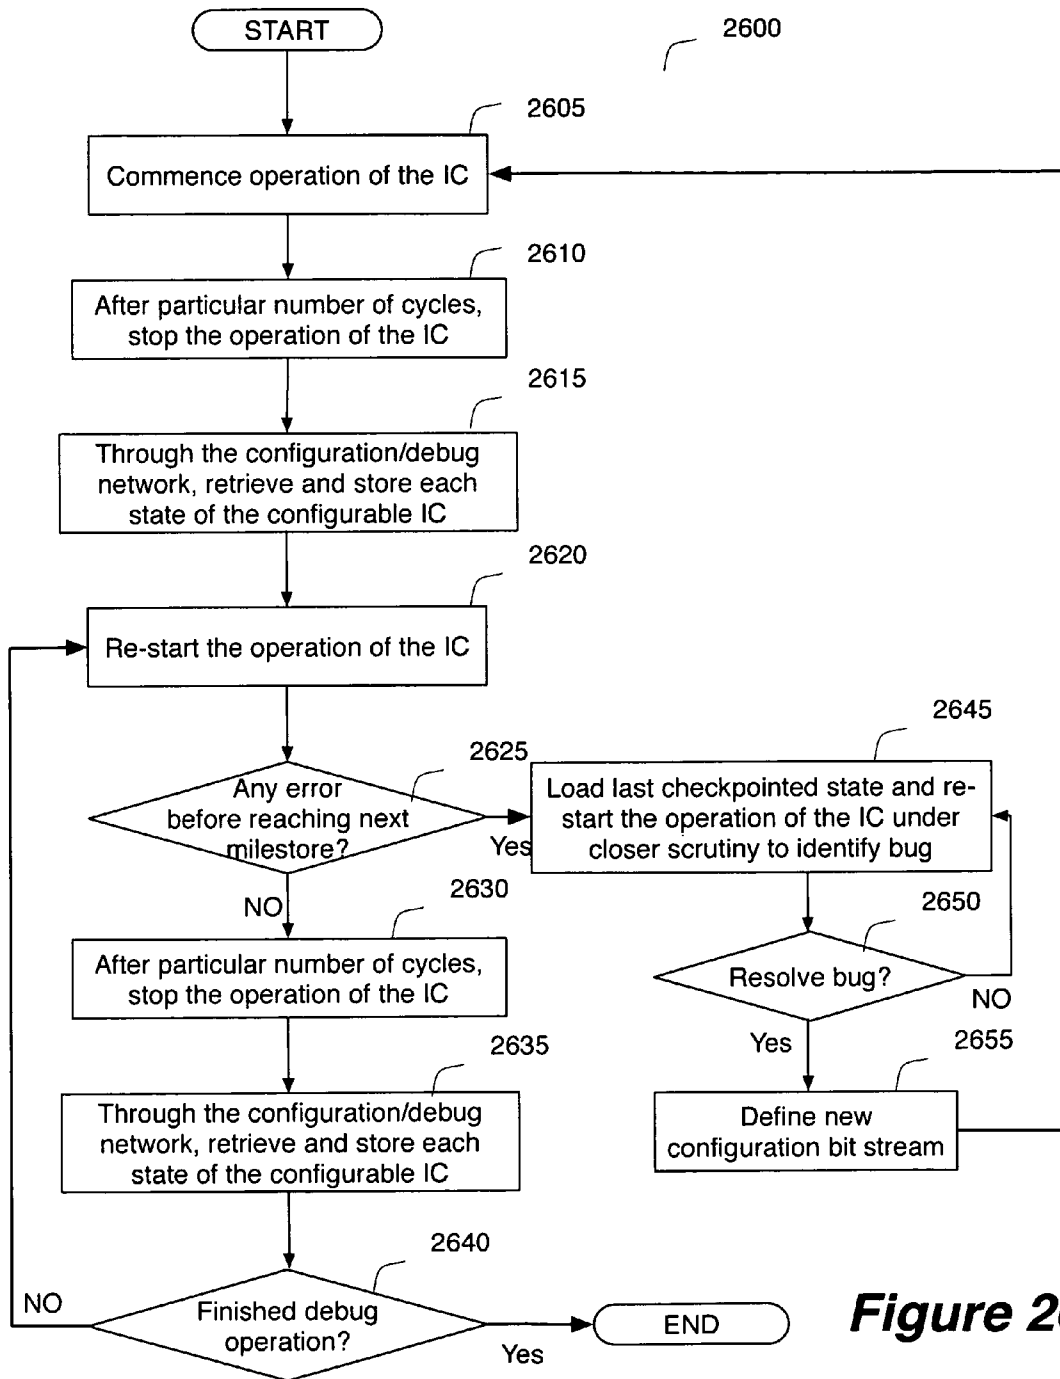 START
2600
2605
Commence operation of the IC
2610
After particular number of cycles,
stop the operation of the IC
2615
Through the configuration/debug
network, retrieve and store each
state of the configurable IC
2620
Re-start the operation of the IC
2625
Any error
before reaching next
milestore?
Yes
NO
2645
Load last checkpointed state and re-
start the operation of the IC under
closer scrutiny to identify bug
2650
Resolve bug?
NO
Yes
2655
Define new
configuration bit stream
2630
After particular number of cycles,
stop the operation of the IC
2635
Through the configuration/debug
network, retrieve and store each
state of the configurable IC
2640
Finished debug
operation?
NO
Yes
END
Figure